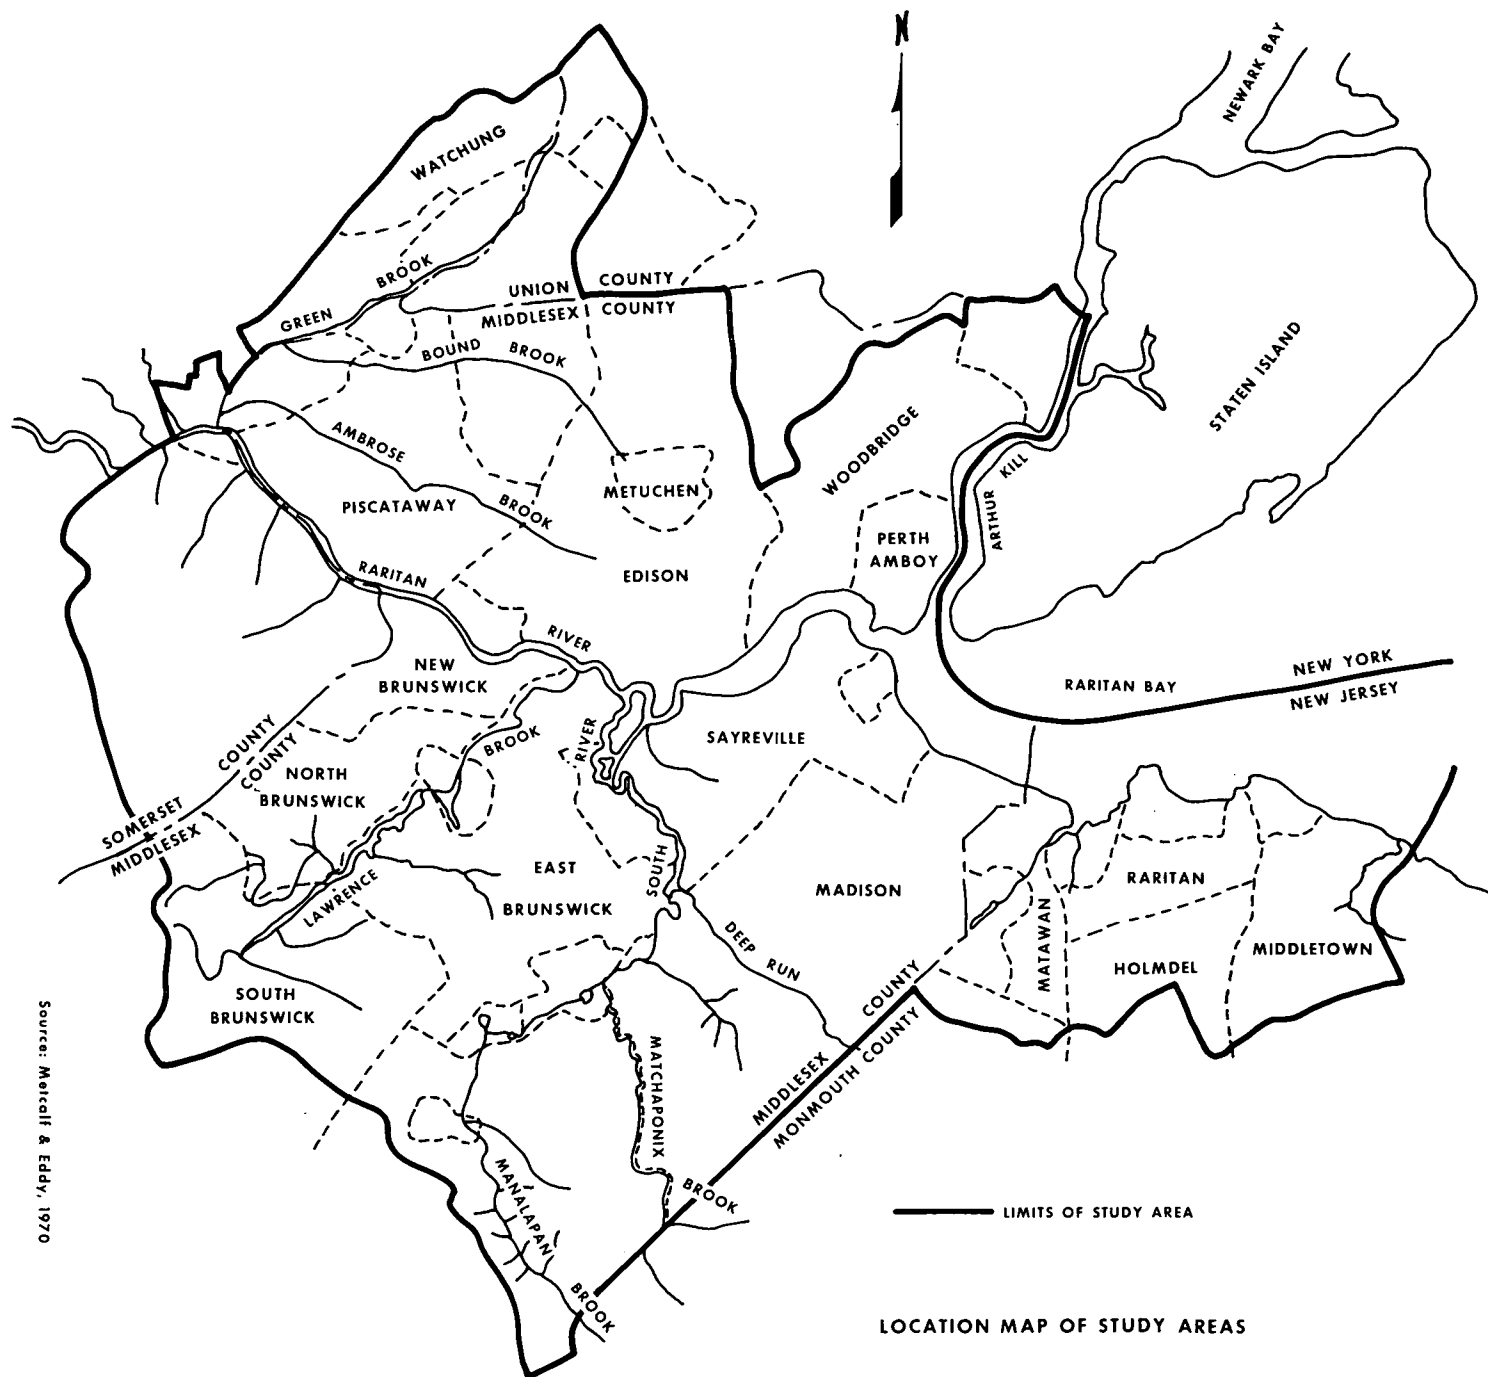 N
NEWARK BAY
WATCHUNG
GREEN BROOK
UNION COUNTY
MIDDLESEX COUNTY
BOUND BROOK
STATEN ISLAND
AMBROSE BROOK
WOODBRIDGE
ARTHUR KILL
METUCHEN
PISCATAWAY
PERTH
AMBOY
EDISON
RARITAN RIVER
NEW
BRUNSWICK
RARITAN BAY
NEW YORK
NEW JERSEY
SAYREVILLE
SOMERSET COUNTY
MIDDLESEX COUNTY
NORTH
BRUNSWICK
LAWRENCE BROOK
SOUTH RIVER
EAST
BRUNSWICK
MADISON
RARITAN
MATAWAN
HOLMDEL
MIDDLETOWN
DEEP RUN
SOUTH
BRUNSWICK
MIDDLESEX COUNTY
MONMOUTH COUNTY
MATCHAPONIX BROOK
MANALAPAN BROOK
LIMITS OF STUDY AREA
LOCATION MAP OF STUDY AREAS
Source: Metcalf & Eddy, 1970